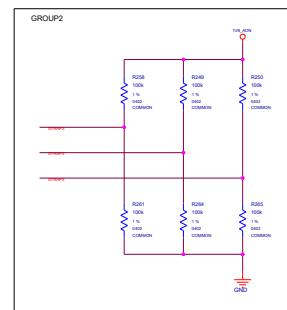 GROUP2
1V8_AON
R258
100k
1 %
0402
COMMON
R249
100k
1 %
0402
COMMON
R250
100k
1 %
0402
COMMON
R261
100k
1 %
0402
COMMON
R264
100k
1 %
0402
COMMON
R265
100k
1 %
0402
COMMON
GND